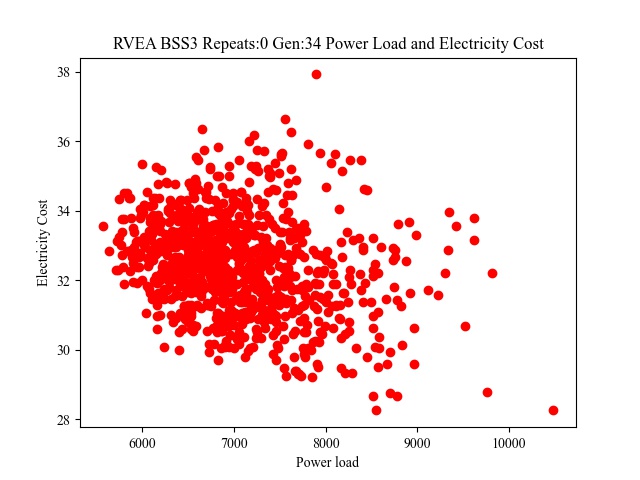 RVEA BSS3 Repeats:0 Gen:34 Power Load and Electricity Cost
38
36
34
32
30
28
Electricity Cost
6000 7000 8000 9000 10000
Power load